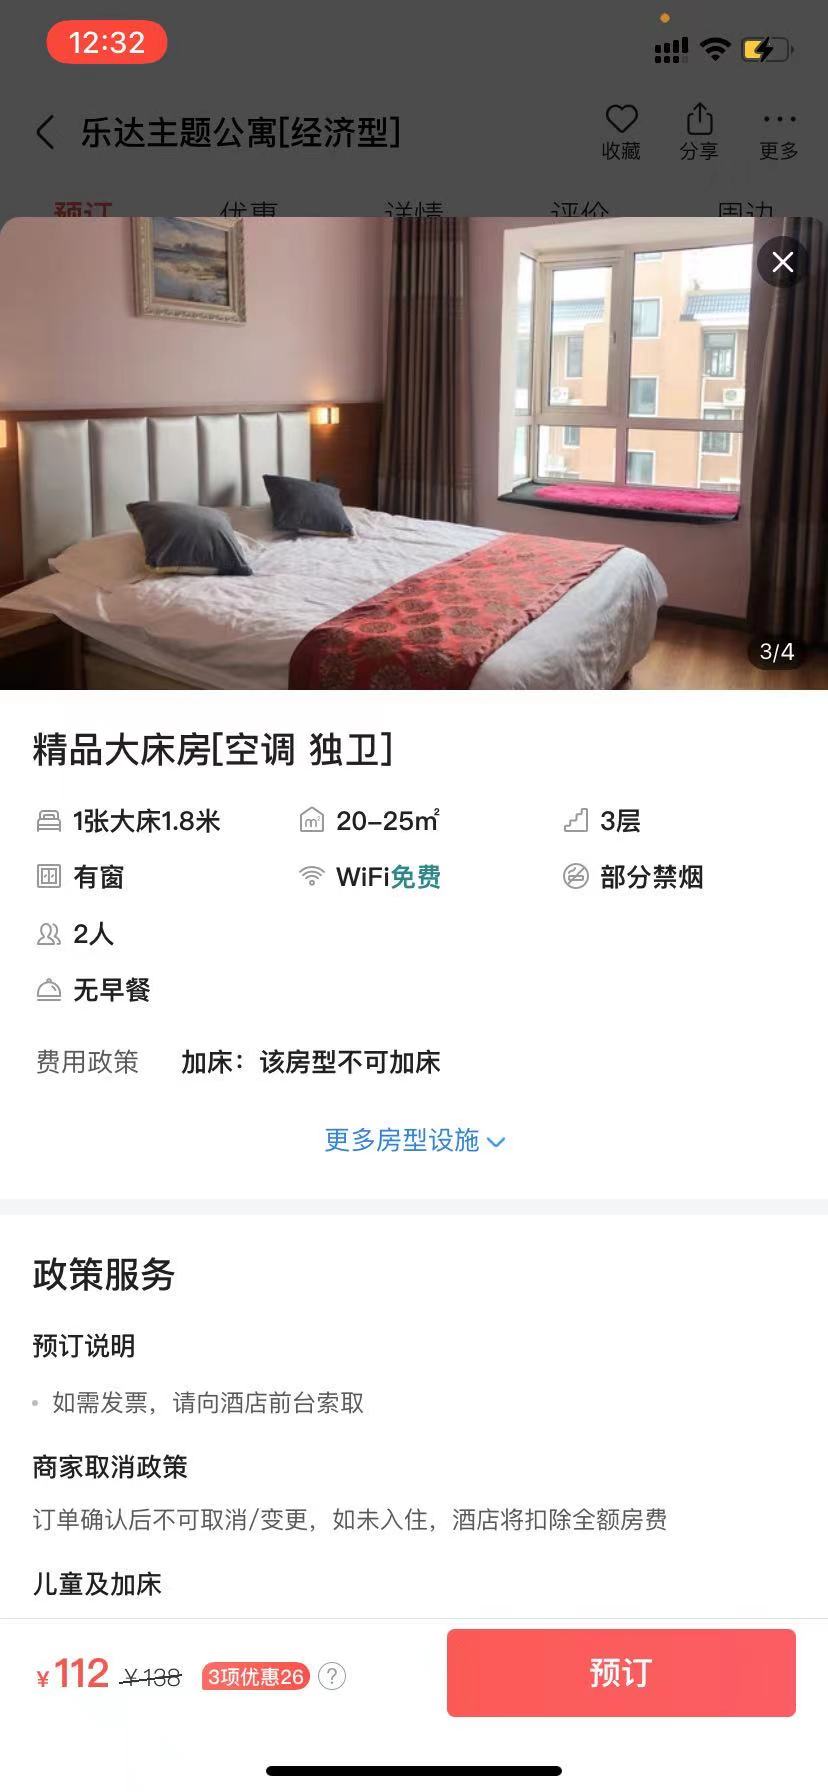 12:32
乐达主题公寓[经济型]
收藏
分享
更多
预订
优惠
详情
评价
周边
3/4
精品大床房[空调 独卫]
1张大床1.8米
20-25㎡
3层
有窗
WiFi免费
部分禁烟
2人
无早餐
费用政策 加床：该房型不可加床
更多房型设施
政策服务
预订说明
如需发票，请向酒店前台索取
商家取消政策
订单确认后不可取消/变更，如未入住，酒店将扣除全额房费
儿童及加床
¥112 ¥138 3项优惠26 ?
预订